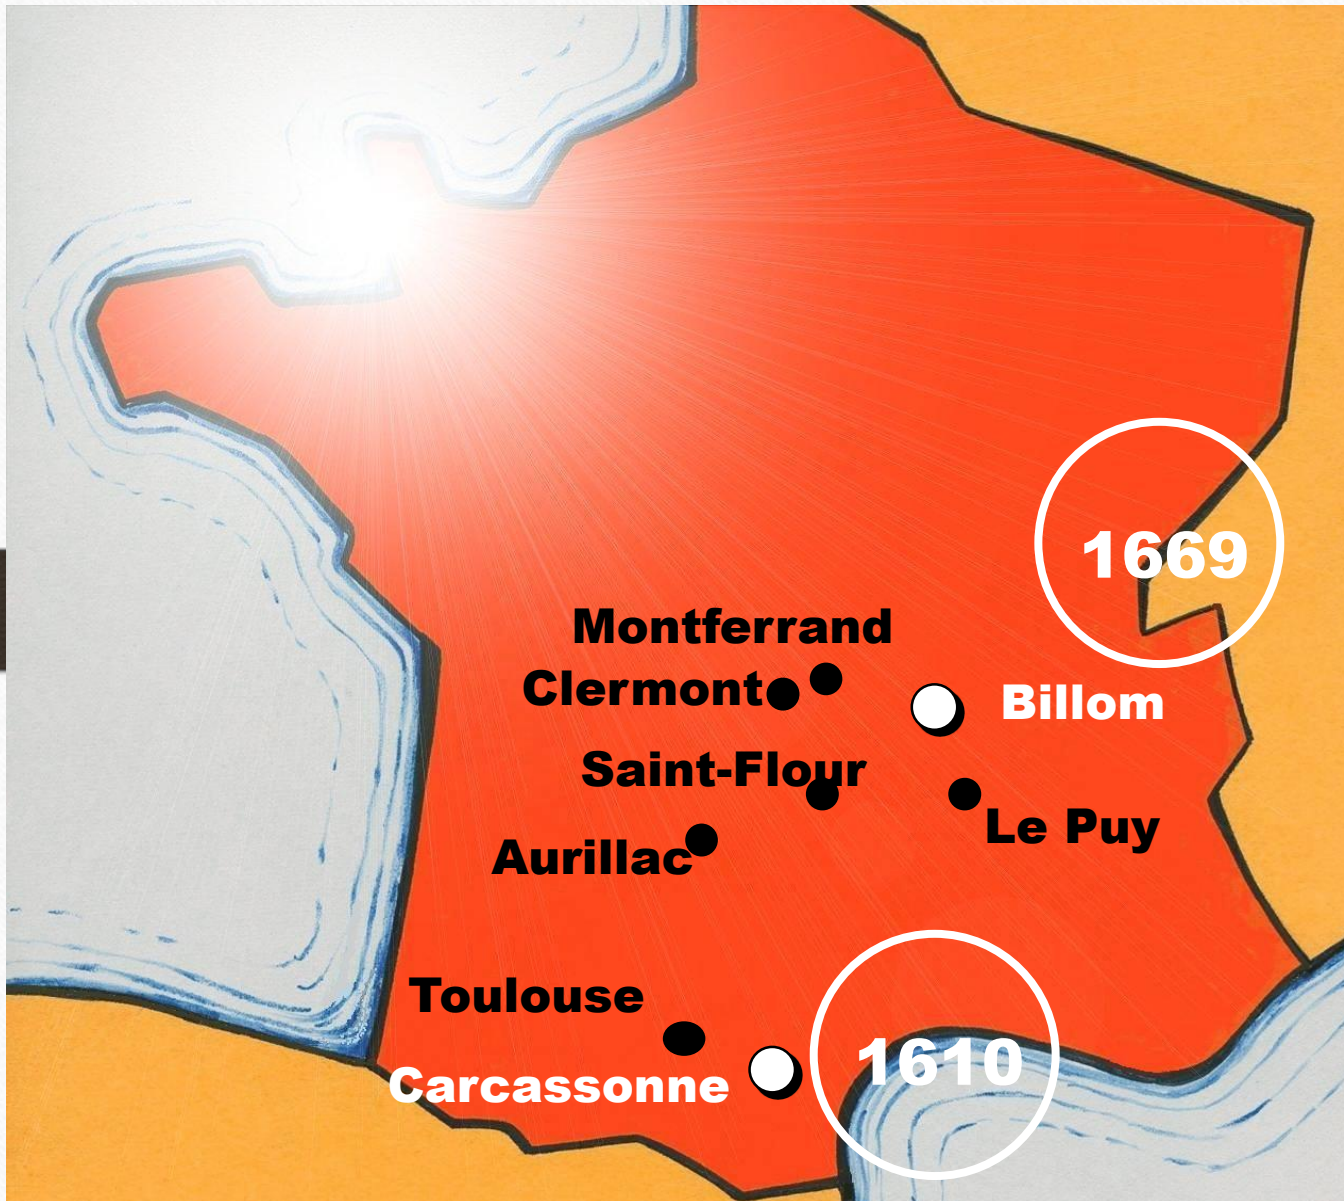 1669
Montferrand
Clermont
Billom
Saint-Flour
Le Puy
Aurillac
Toulouse
1610
Carcassonne